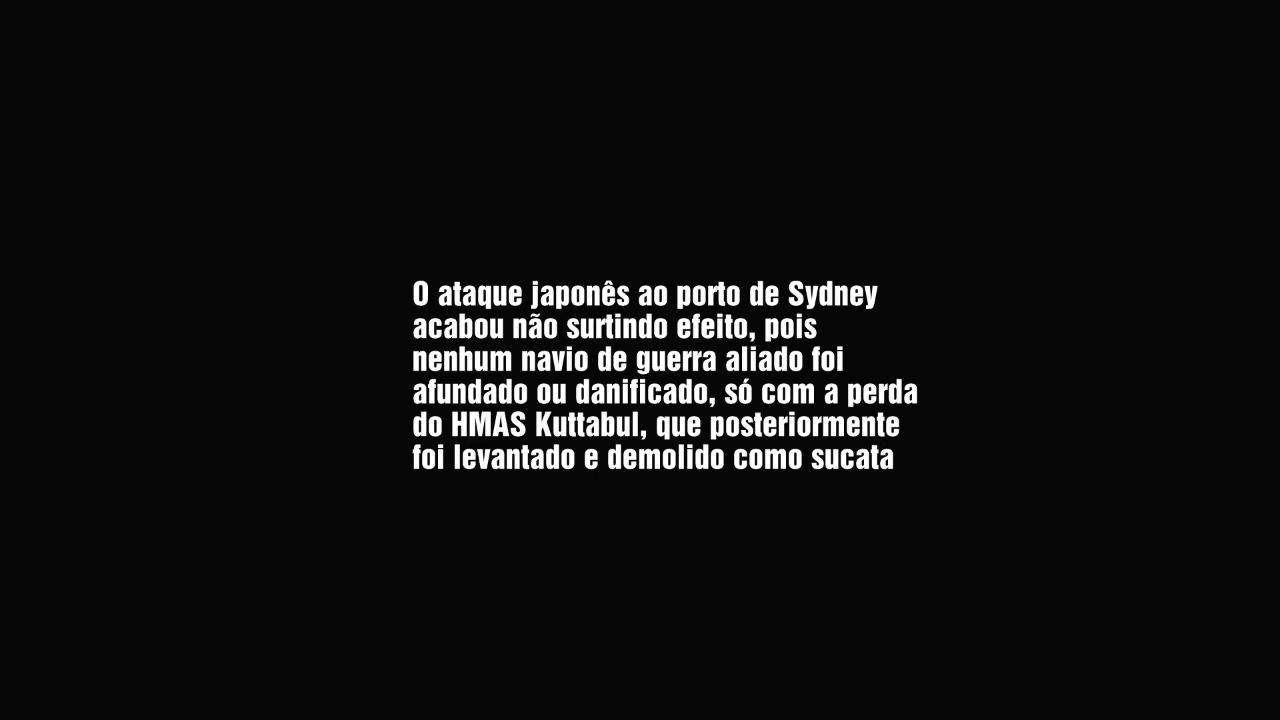 O ataque japonês ao porto de Sydney
acabou não surtindo efeito, pois
nenhum navio de guerra aliado foi
afundado ou danificado, só com a perda
do HMAS Kuttabul, que posteriormente
foi levantado e demolido como sucata